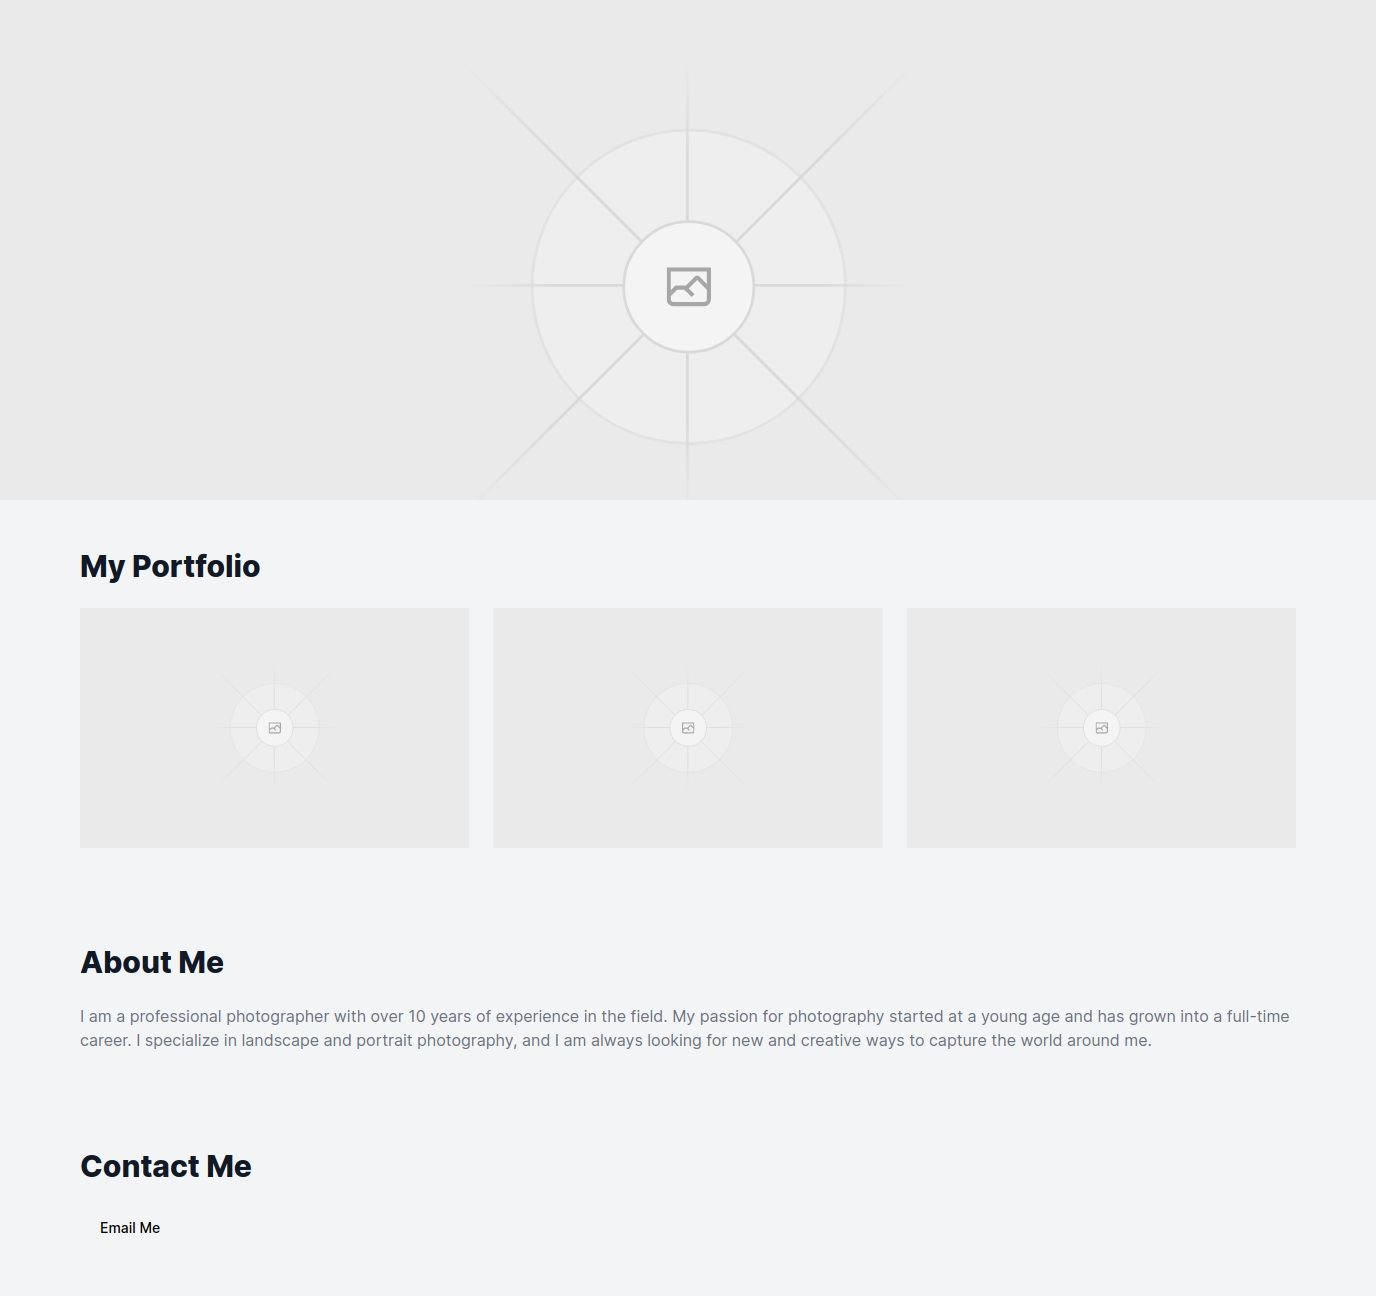 My Portfolio
About Me
I am a professional photographer with over 10 years of experience in the field. My passion for photography started at a young age and has grown into a full-time
career. I specialize in landscape and portrait photography, and I am always looking for new and creative ways to capture the world around me.
Contact Me
Email Me